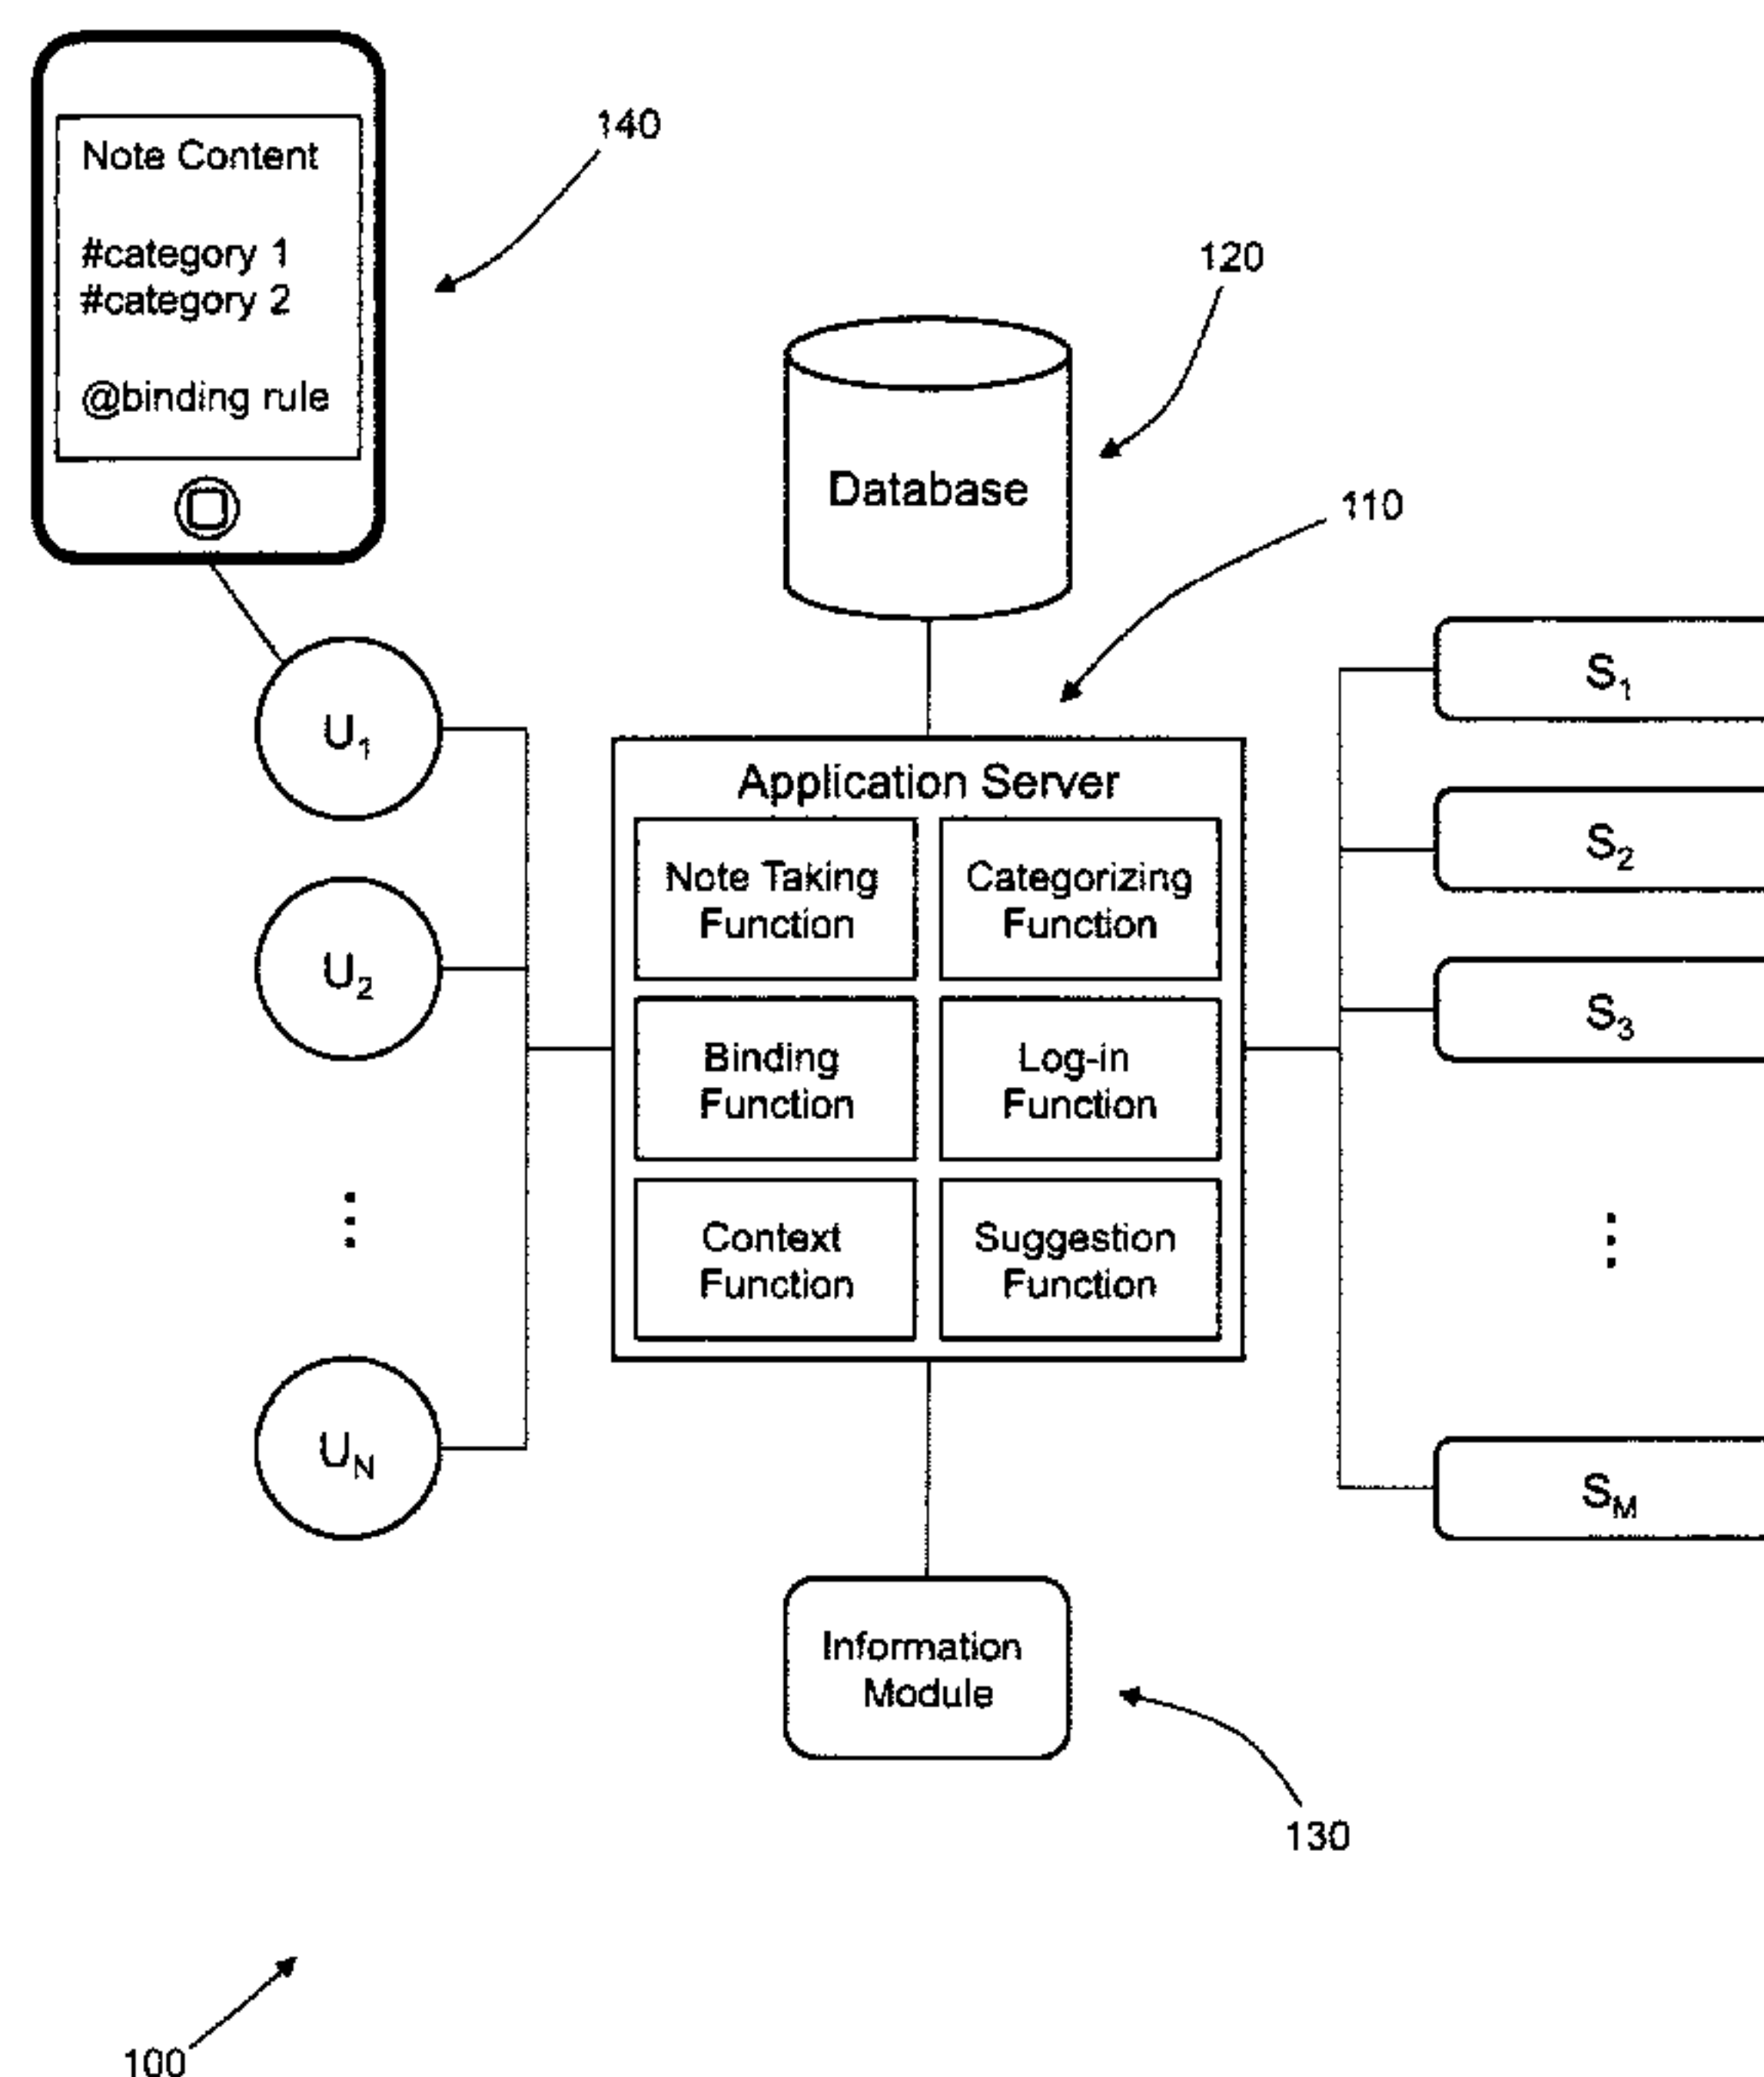 Note Content
#category 1
#category 2
@binding rule
140
120
Database
110
U1
U2
UN
Application Server
Note Taking
Function
Categorizing
Function
Binding
Function
Log-in
Function
Context
Function
Suggestion
Function
S1
S2
S3
SM
Information
Module
130
100